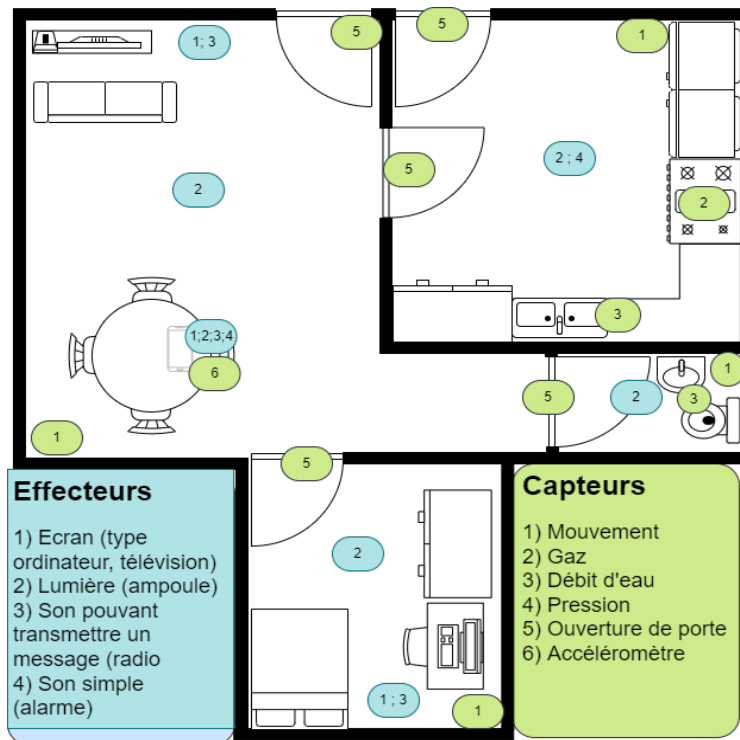 1; 3
5
5
1
2 ; 4
5
2
2
3
1;2;3;4
6
1
5
2
3
1
5
2
1 ; 3
1
Effecteurs
1) Ecran (type
ordinateur, télévision)
2) Lumière (ampoule)
3) Son pouvant
transmettre un
message (radio
4) Son simple
(alarme)
Capteurs
1) Mouvement
2) Gaz
3) Débit d'eau
4) Pression
5) Ouverture de porte
6) Accéléromètre